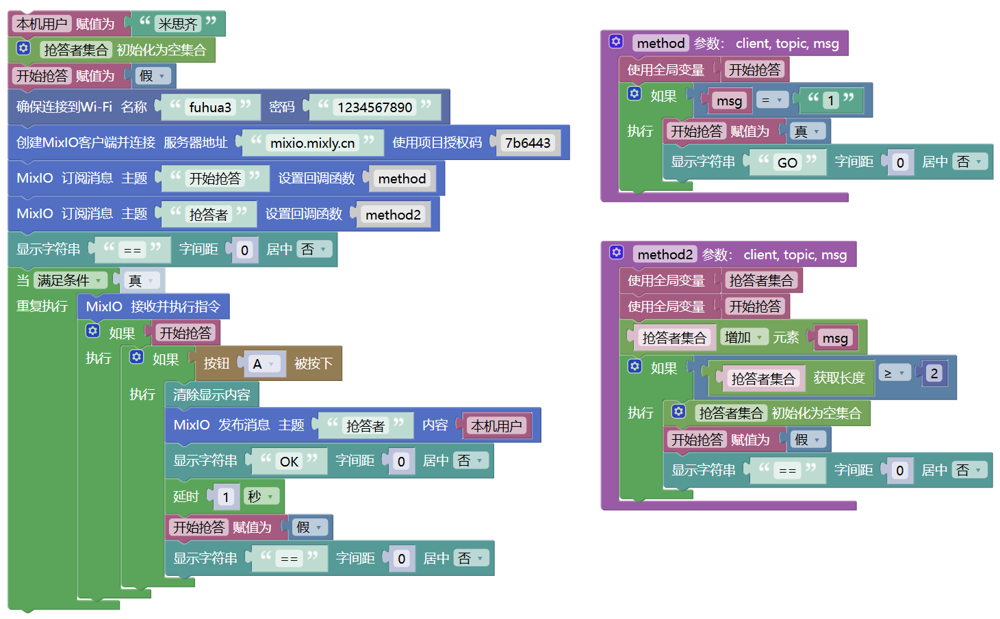 本机用户 赋值为 “ 米思齐 ”
抢答者集合 初始化为空集合
开始抢答 赋值为 假
确保连接到Wi-Fi 名称 “ fuhua3 ” 密码 “ 1234567890 ”
创建MixIO客户端并连接 服务器地址 “ mixio.mixly.cn ” 使用项目授权码 7b6443
MixIO 订阅消息 主题 “ 开始抢答 ” 设置回调函数 method
MixIO 订阅消息 主题 “ 抢答者 ” 设置回调函数 method2
显示字符串 “ == ” 字间距 0 居中 否
当 满足条件 真
重复执行 MixIO 接收并执行指令
如果 开始抢答
执行 如果 按钮 A 被按下
执行 清除显示内容
MixIO 发布消息 主题 “ 抢答者 ” 内容 本机用户
显示字符串 “ OK ” 字间距 0 居中 否
延时 1 秒
开始抢答 赋值为 假
显示字符串 “ == ” 字间距 0 居中 否
method 参数: client, topic, msg
使用全局变量 开始抢答
如果 msg = “ 1 ”
执行 开始抢答 赋值为 真
显示字符串 “ GO ” 字间距 0 居中 否
method2 参数: client, topic, msg
使用全局变量 抢答者集合
使用全局变量 开始抢答
抢答者集合 增加 元素 msg
如果 抢答者集合 获取长度 ≥ 2
执行 抢答者集合 初始化为空集合
开始抢答 赋值为 假
显示字符串 “ == ” 字间距 0 居中 否